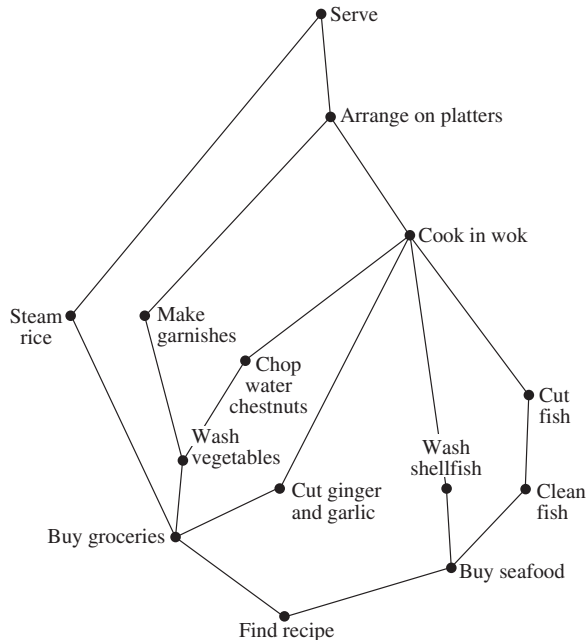 Serve
Arrange on platters
Cook in wok
Steam
rice
Make
garnishes
Chop
water
chestnuts
Cut
fish
Wash
vegetables
Wash
shellfish
Cut ginger
and garlic
Clean
fish
Buy groceries
Buy seafood
Find recipe